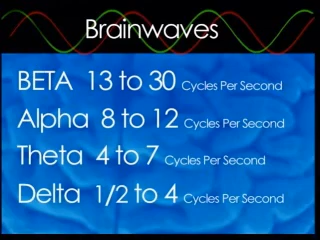 Brainwaves
BETA 13 to 30 Cycles Per Second
Alpha 8 to 12 Cycles Per Second
Theta 4 to 7 Cycles Per Second
Delta 1/2 to 4 Cycles Per Second